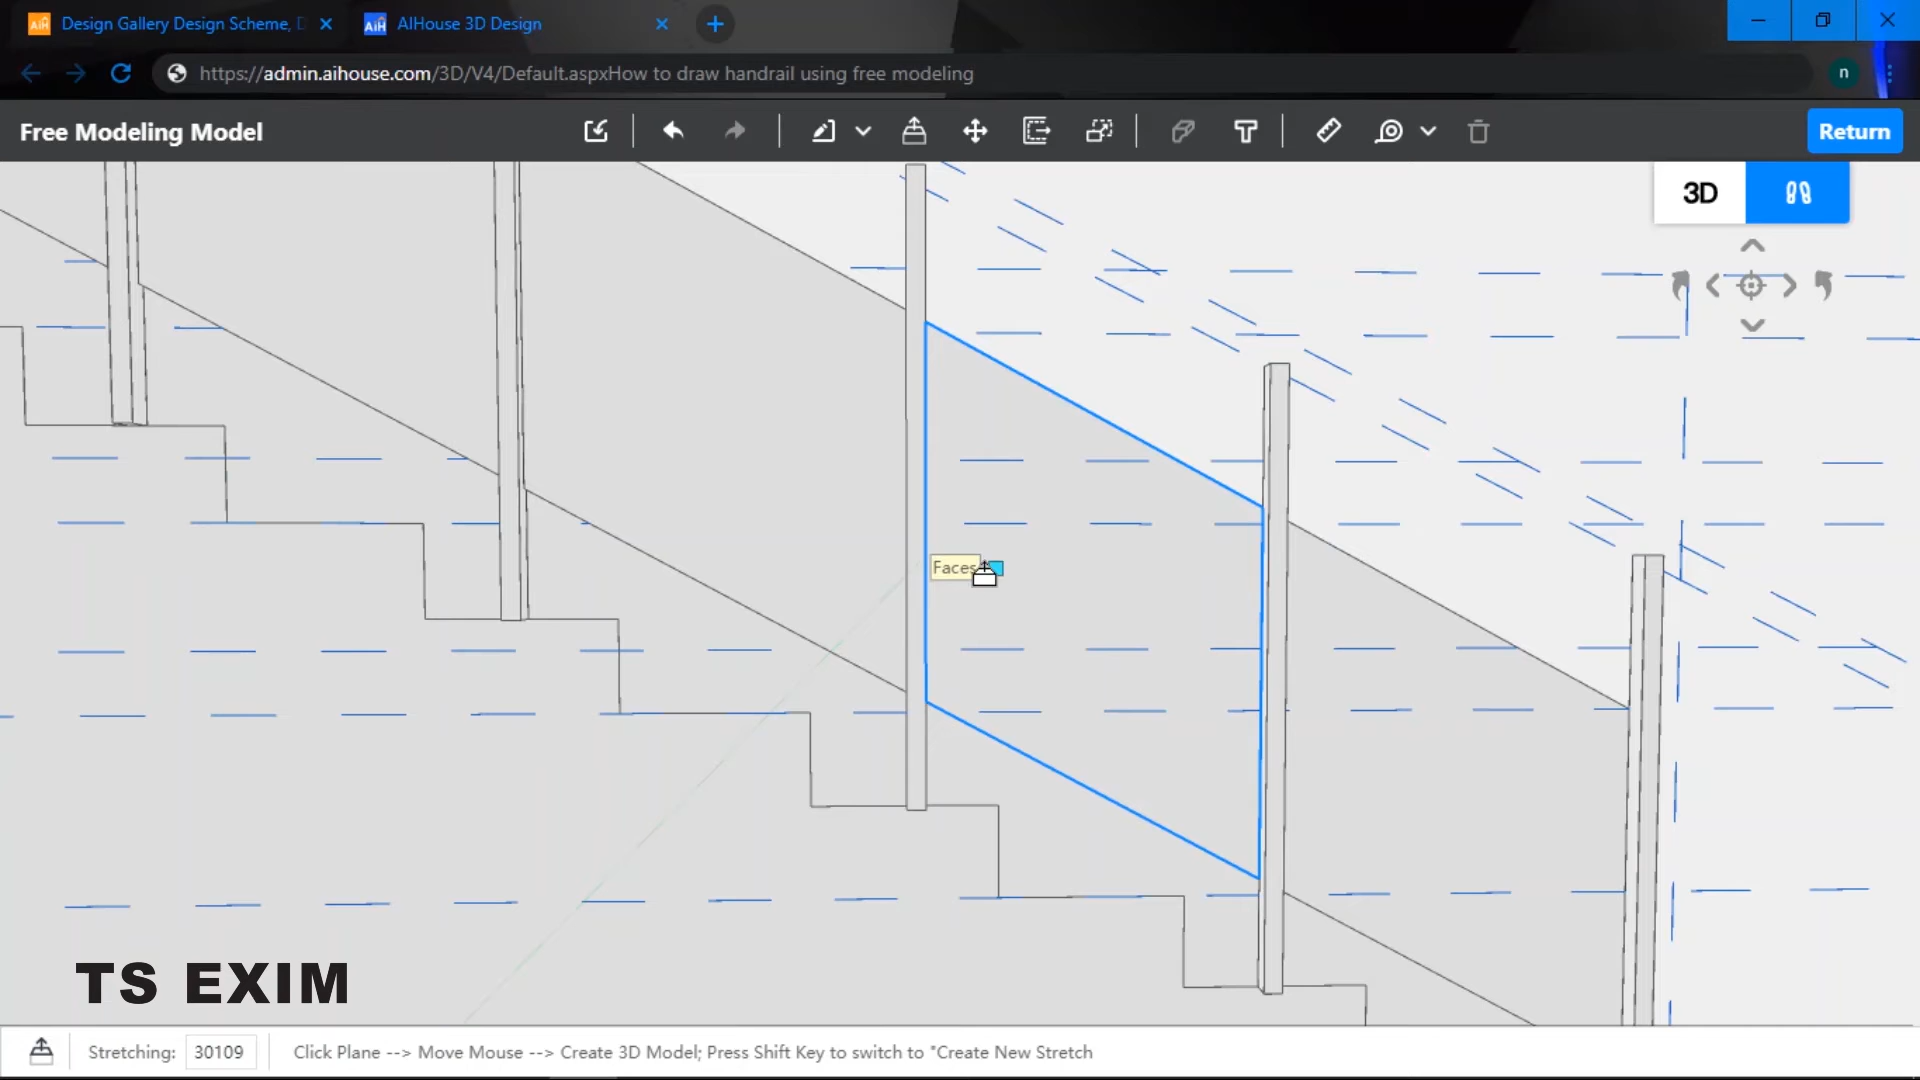 Design Gallery Design Scheme, D
AIHouse 3D Design
https://admin.aihouse.com/3D/V4/Default.aspxHow to draw handrail using free modeling
n
Free Modeling Model
Return
3D
Faces
TS EXIM
Stretching: 30109 Click Plane --> Move Mouse --> Create 3D Model; Press Shift Key to switch to "Create New Stretch